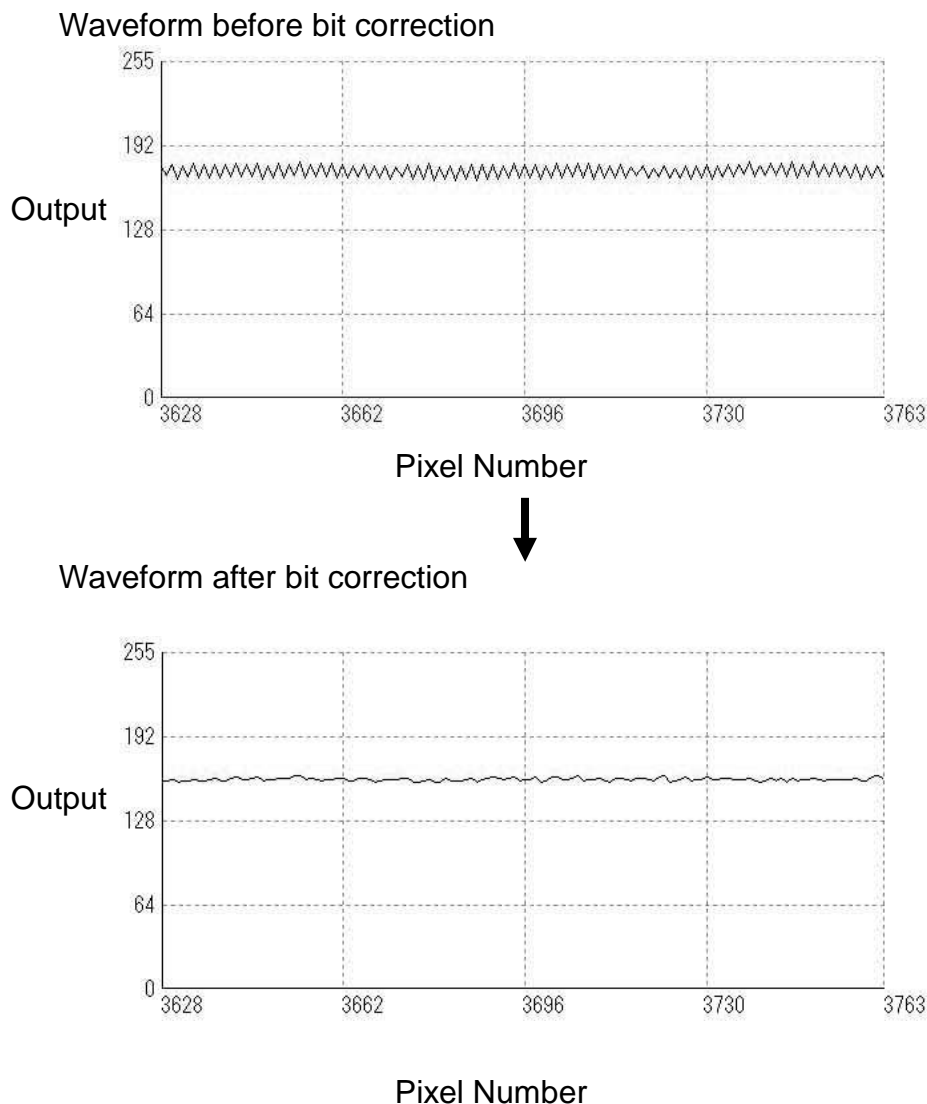 Waveform before bit correction
255
192
Output
128
64
0
3628 3662 3696 3730 3763
Pixel Number
Waveform after bit correction
255
192
Output
128
64
0
3628 3662 3696 3730 3763
Pixel Number